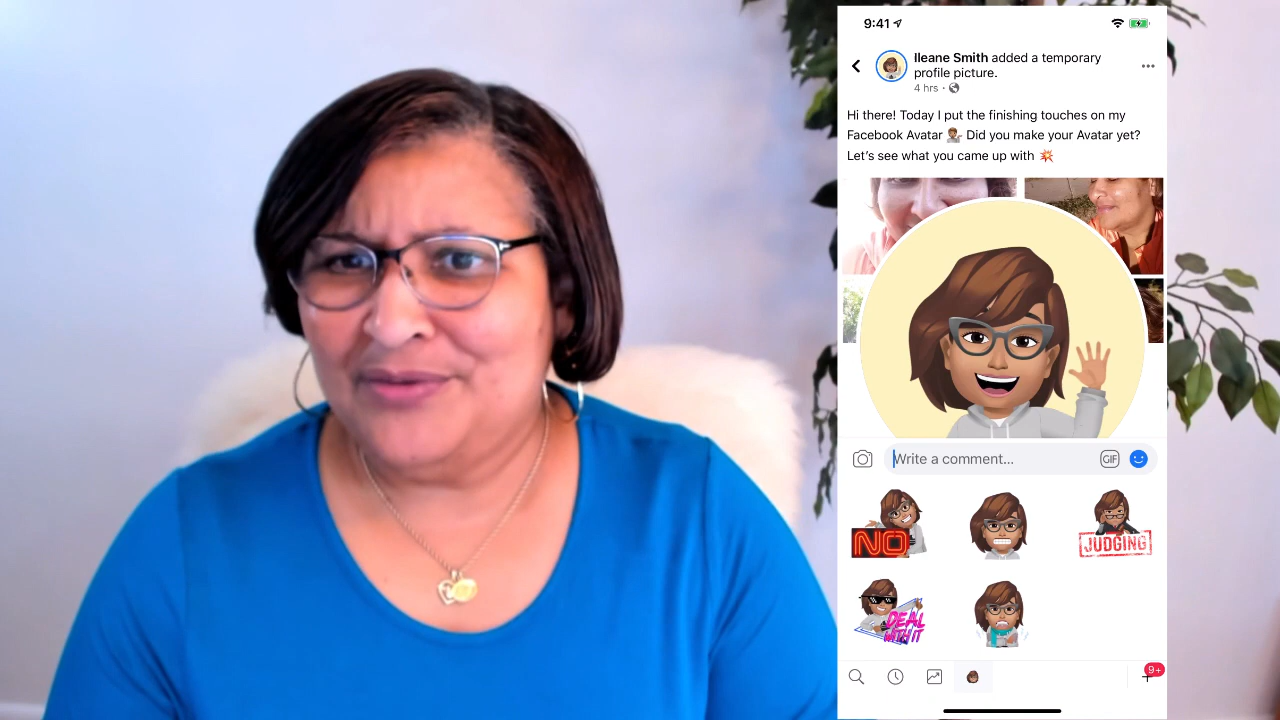 9:41
Ileane Smith added a temporary
profile picture.
4 hrs
Hi there! Today I put the finishing touches on my
Facebook Avatar 💁🏽 Did you make your Avatar yet?
Let's see what you came up with 💥
Write a comment...
GIF
NO
JUDGING
DEAL
WITH IT
9+